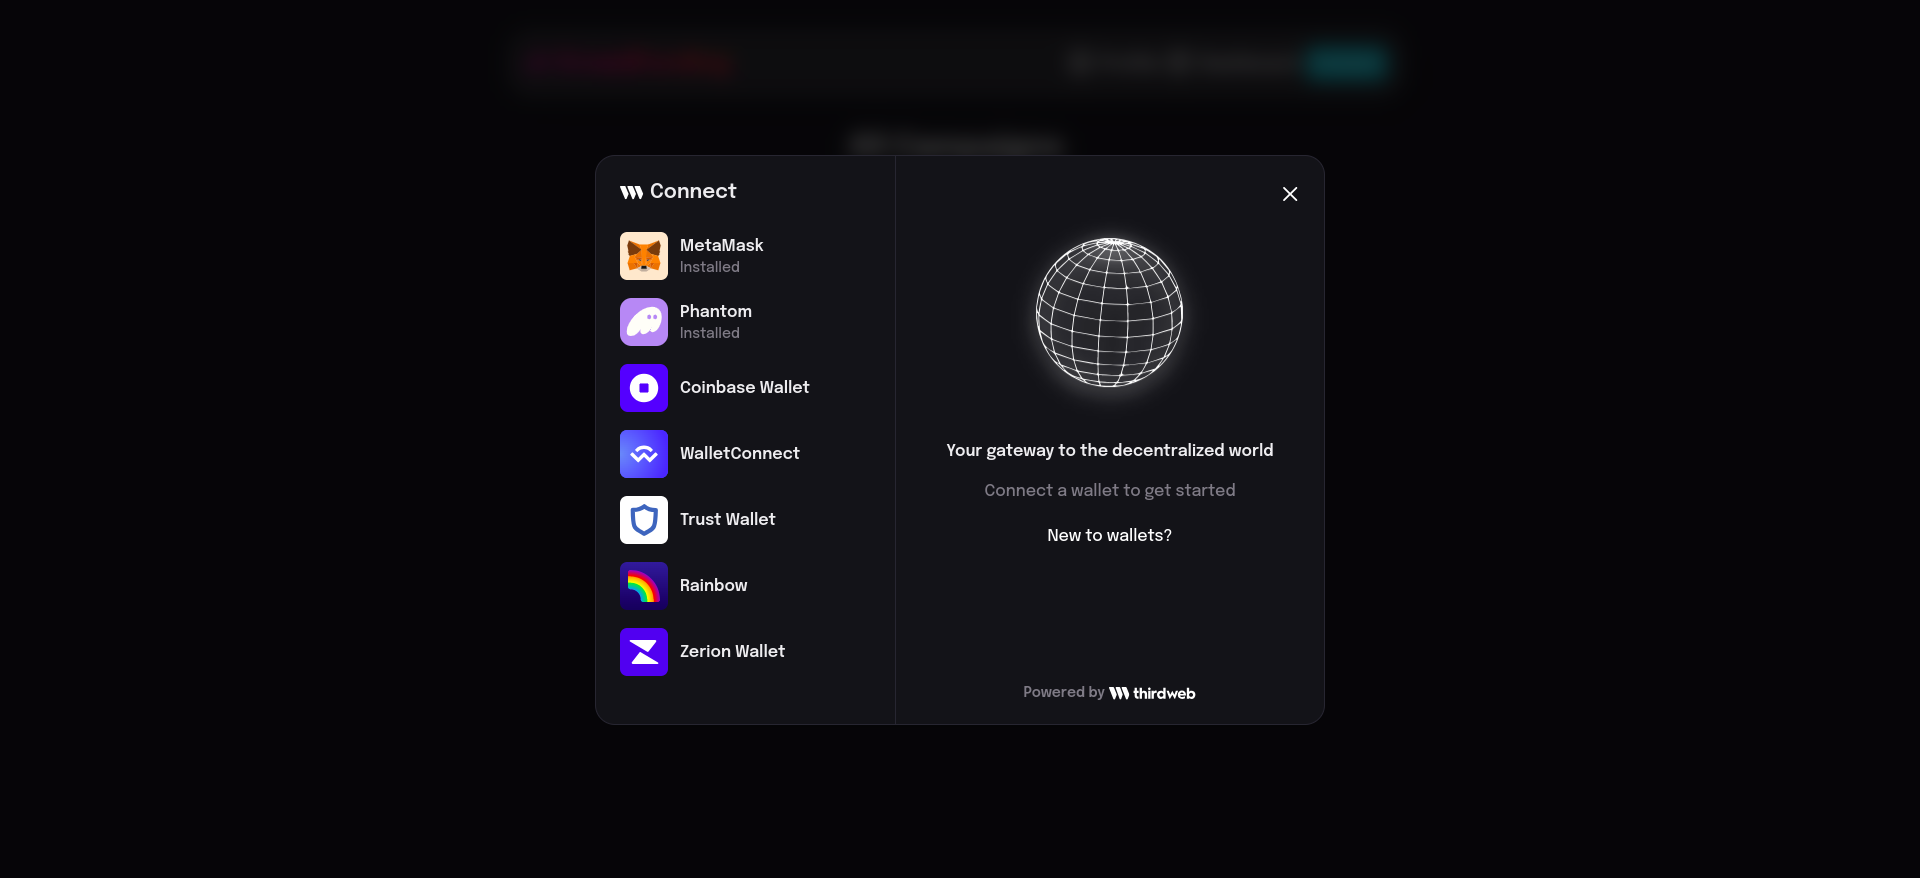 Connect
MetaMask
Installed
Phantom
Installed
Coinbase Wallet
WalletConnect
Trust Wallet
Rainbow
Zerion Wallet
Your gateway to the decentralized world
Connect a wallet to get started
New to wallets?
Powered by thirdweb